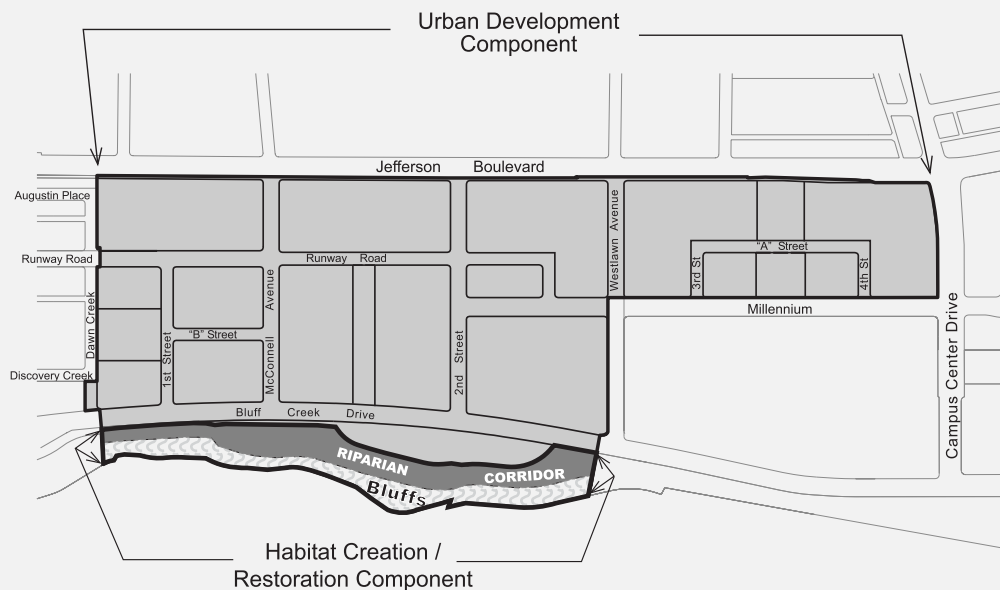 Urban Development
Component
Jefferson Boulevard
Augustin Place
Westlawn Avenue
"A" Street
Runway Road
Runway Road
3rd St
4th St
Avenue
Millennium
Dawn Creek
"B" Street
1st Street
McConnell
2nd Street
Campus Center Drive
Discovery Creek
Bluff Creek Drive
RIPARIAN
CORRIDOR
Bluffs
Habitat Creation /
Restoration Component